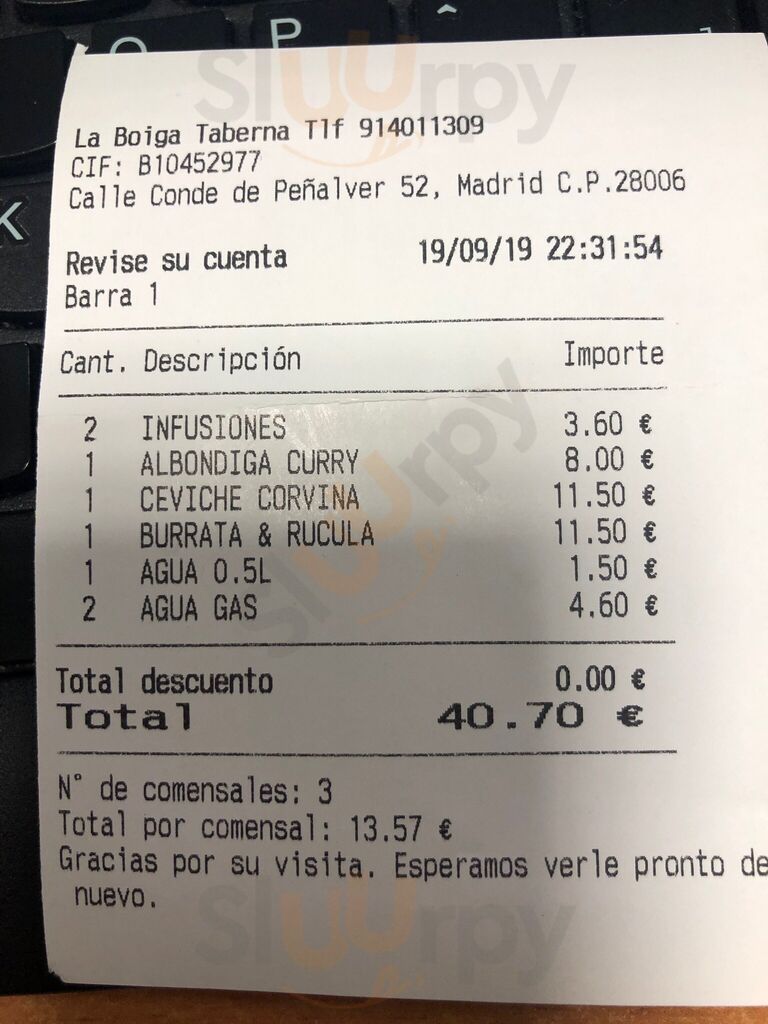 P
K
La Boiga Taberna Tlf 914011309
CIF: B10452977
Calle Conde de Peñalver 52, Madrid C.P.28006
Revise su cuenta 19/09/19 22:31:54
Barra 1
Cant. Descripción Importe
2 INFUSIONES 3.60 €
1 ALBONDIGA CURRY 8.00 €
1 CEVICHE CORVINA 11.50 €
1 BURRATA & RUCULA 11.50 €
1 AGUA 0.5L 1.50 €
2 AGUA GAS 4.60 €
Total descuento 0.00 €
Total 40.70 €
N° de comensales: 3
Total por comensal: 13.57 €
Gracias por su visita. Esperamos verle pronto de
nuevo.
Sluurpy
Sluurpy
Sluurpy